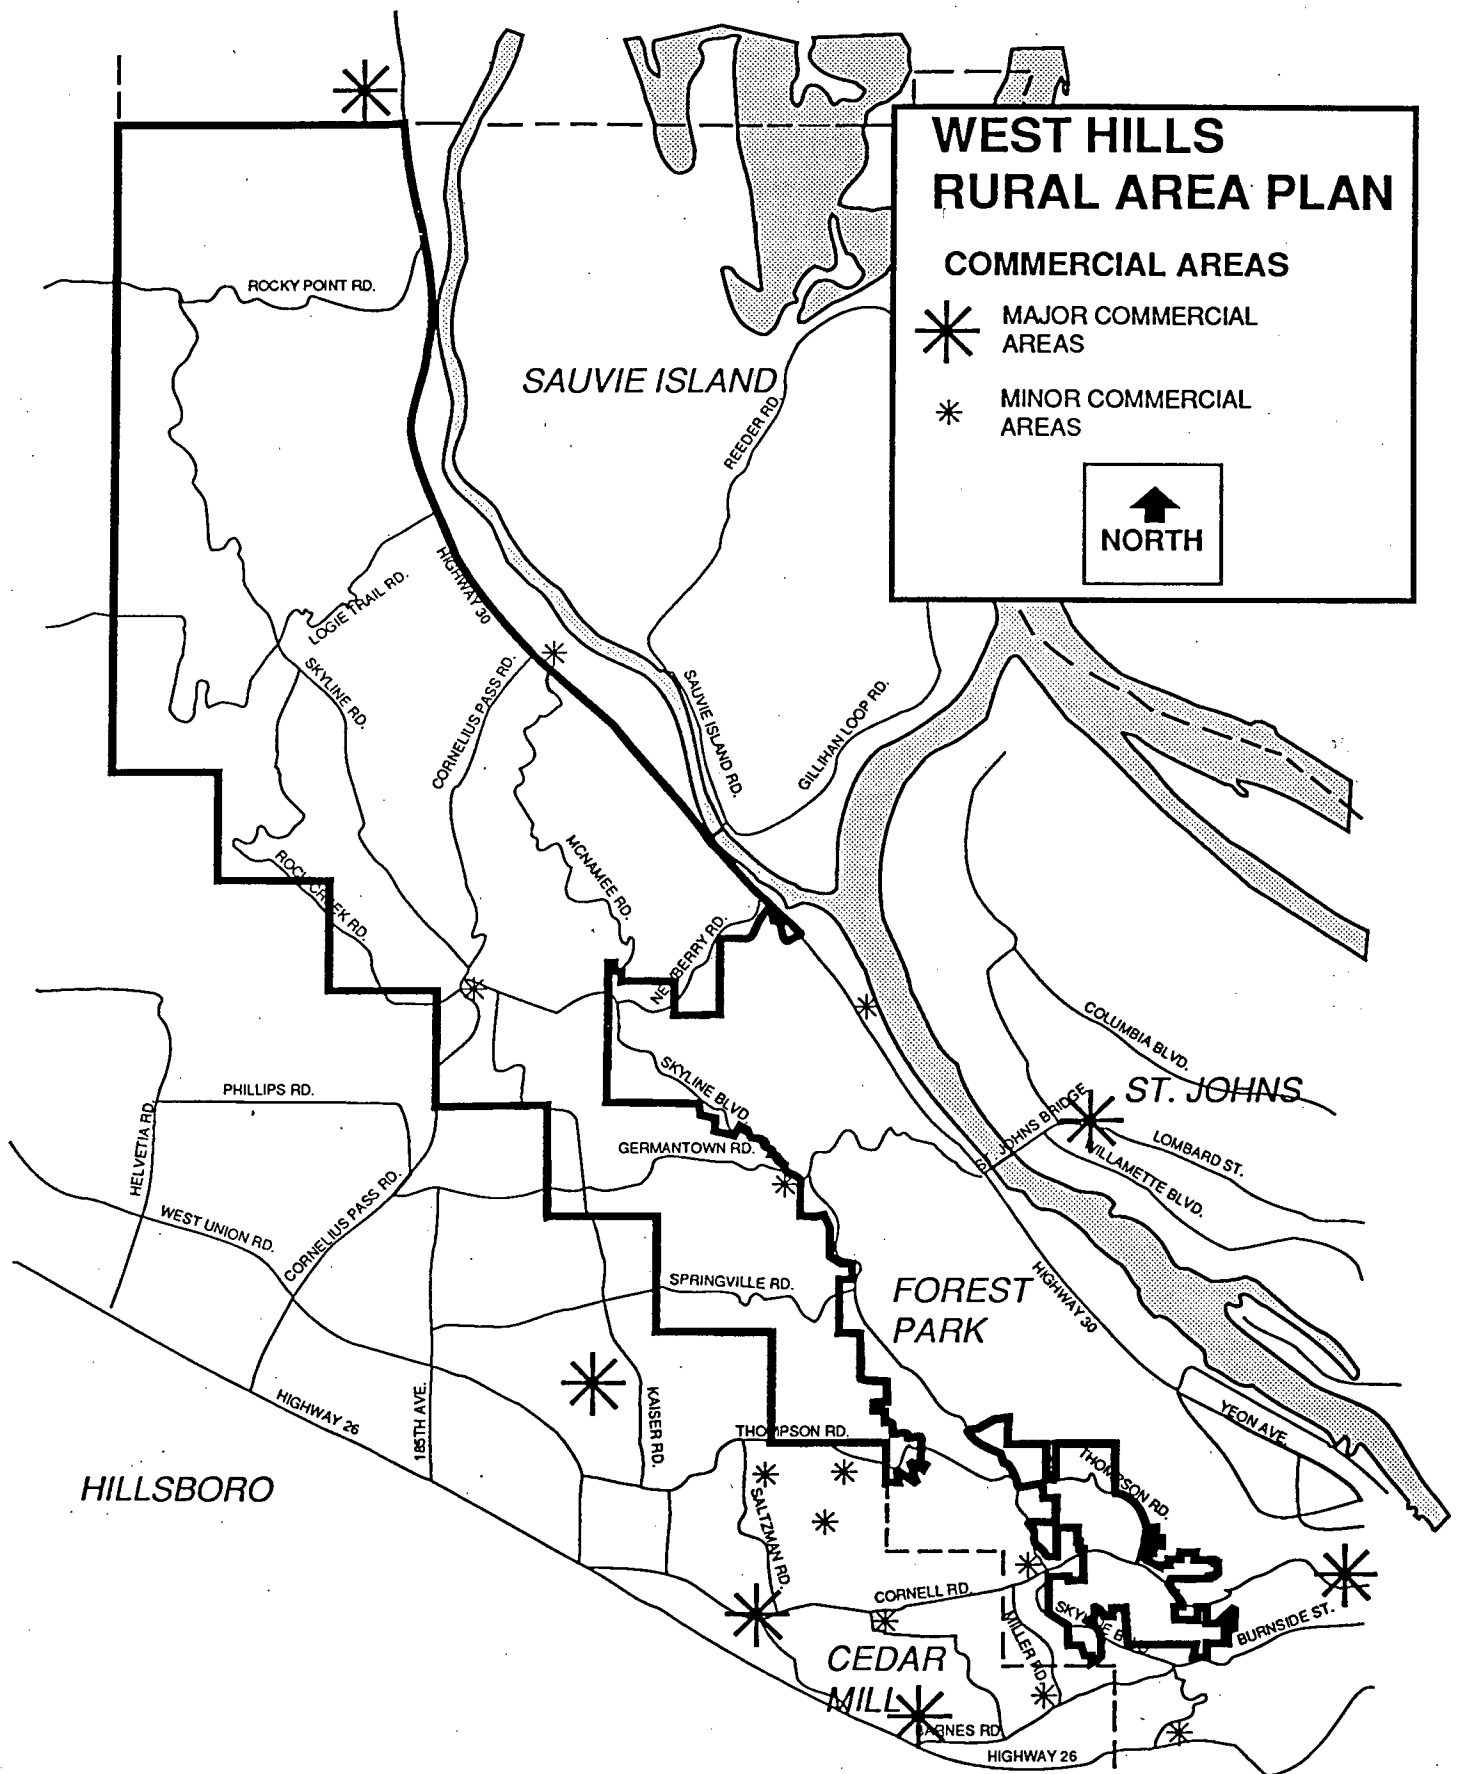 WEST HILLS
RURAL AREA PLAN
COMMERCIAL AREAS
MAJOR COMMERCIAL
AREAS
MINOR COMMERCIAL
AREAS
NORTH
ROCKY POINT RD.
SAUVIE ISLAND
REEDER RD.
HIGHWAY 30
LOGIE TRAIL RD.
SKYLINE RD.
CORNELIUS PASS RD.
SAUVIE ISLAND RD.
GILLIHAN LOOP RD.
MCNAMEE RD.
ROCK CREEK RD.
NEWBERRY RD.
COLUMBIA BLVD.
SKYLINE BLVD.
ST. JOHNS
PHILLIPS RD.
HELVETIA RD.
GERMANTOWN RD.
ST. JOHNS BRIDGE
LOMBARD ST.
WILLAMETTE BLVD.
WEST UNION RD.
CORNELIUS PASS RD.
SPRINGVILLE RD.
FOREST
PARK
HIGHWAY 30
HIGHWAY 26
185TH AVE.
KAISER RD.
THOMPSON RD.
YEON AVE.
HILLSBORO
SALTZMAN RD.
THOMPSON RD.
CORNELL RD.
MILLER RD.
SKYLINE BLVD.
BURNSIDE ST.
CEDAR
MILL
BARNES RD.
HIGHWAY 26